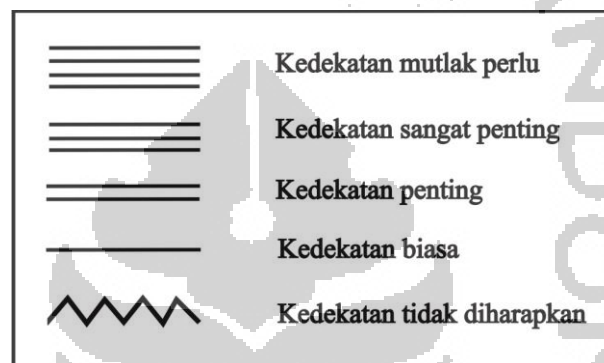 Kedekatan mutlak perlu
Kedekatan sangat penting
Kedekatan penting
Kedekatan biasa
Kedekatan tidak diharapkan